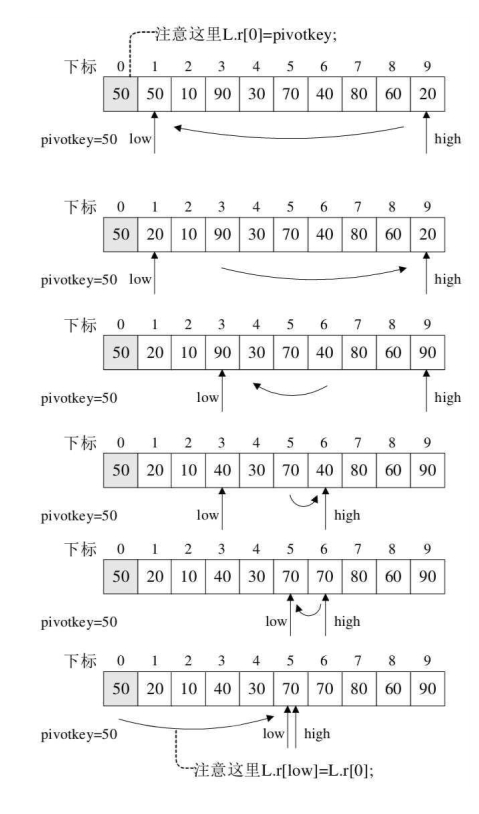 注意这里L.r[0]=pivotkey;
下标 0 1 2 3 4 5 6 7 8 9
50 50 10 90 30 70 40 80 60 20
pivotkey=50 low high
下标 0 1 2 3 4 5 6 7 8 9
50 20 10 90 30 70 40 80 60 20
pivotkey=50 low high
下标 0 1 2 3 4 5 6 7 8 9
50 20 10 90 30 70 40 80 60 90
pivotkey=50 low high
下标 0 1 2 3 4 5 6 7 8 9
50 20 10 40 30 70 40 80 60 90
pivotkey=50 low high
下标 0 1 2 3 4 5 6 7 8 9
50 20 10 40 30 70 70 80 60 90
pivotkey=50 low high
下标 0 1 2 3 4 5 6 7 8 9
50 20 10 40 30 70 70 80 60 90
pivotkey=50 low high
注意这里L.r[low]=L.r[0];